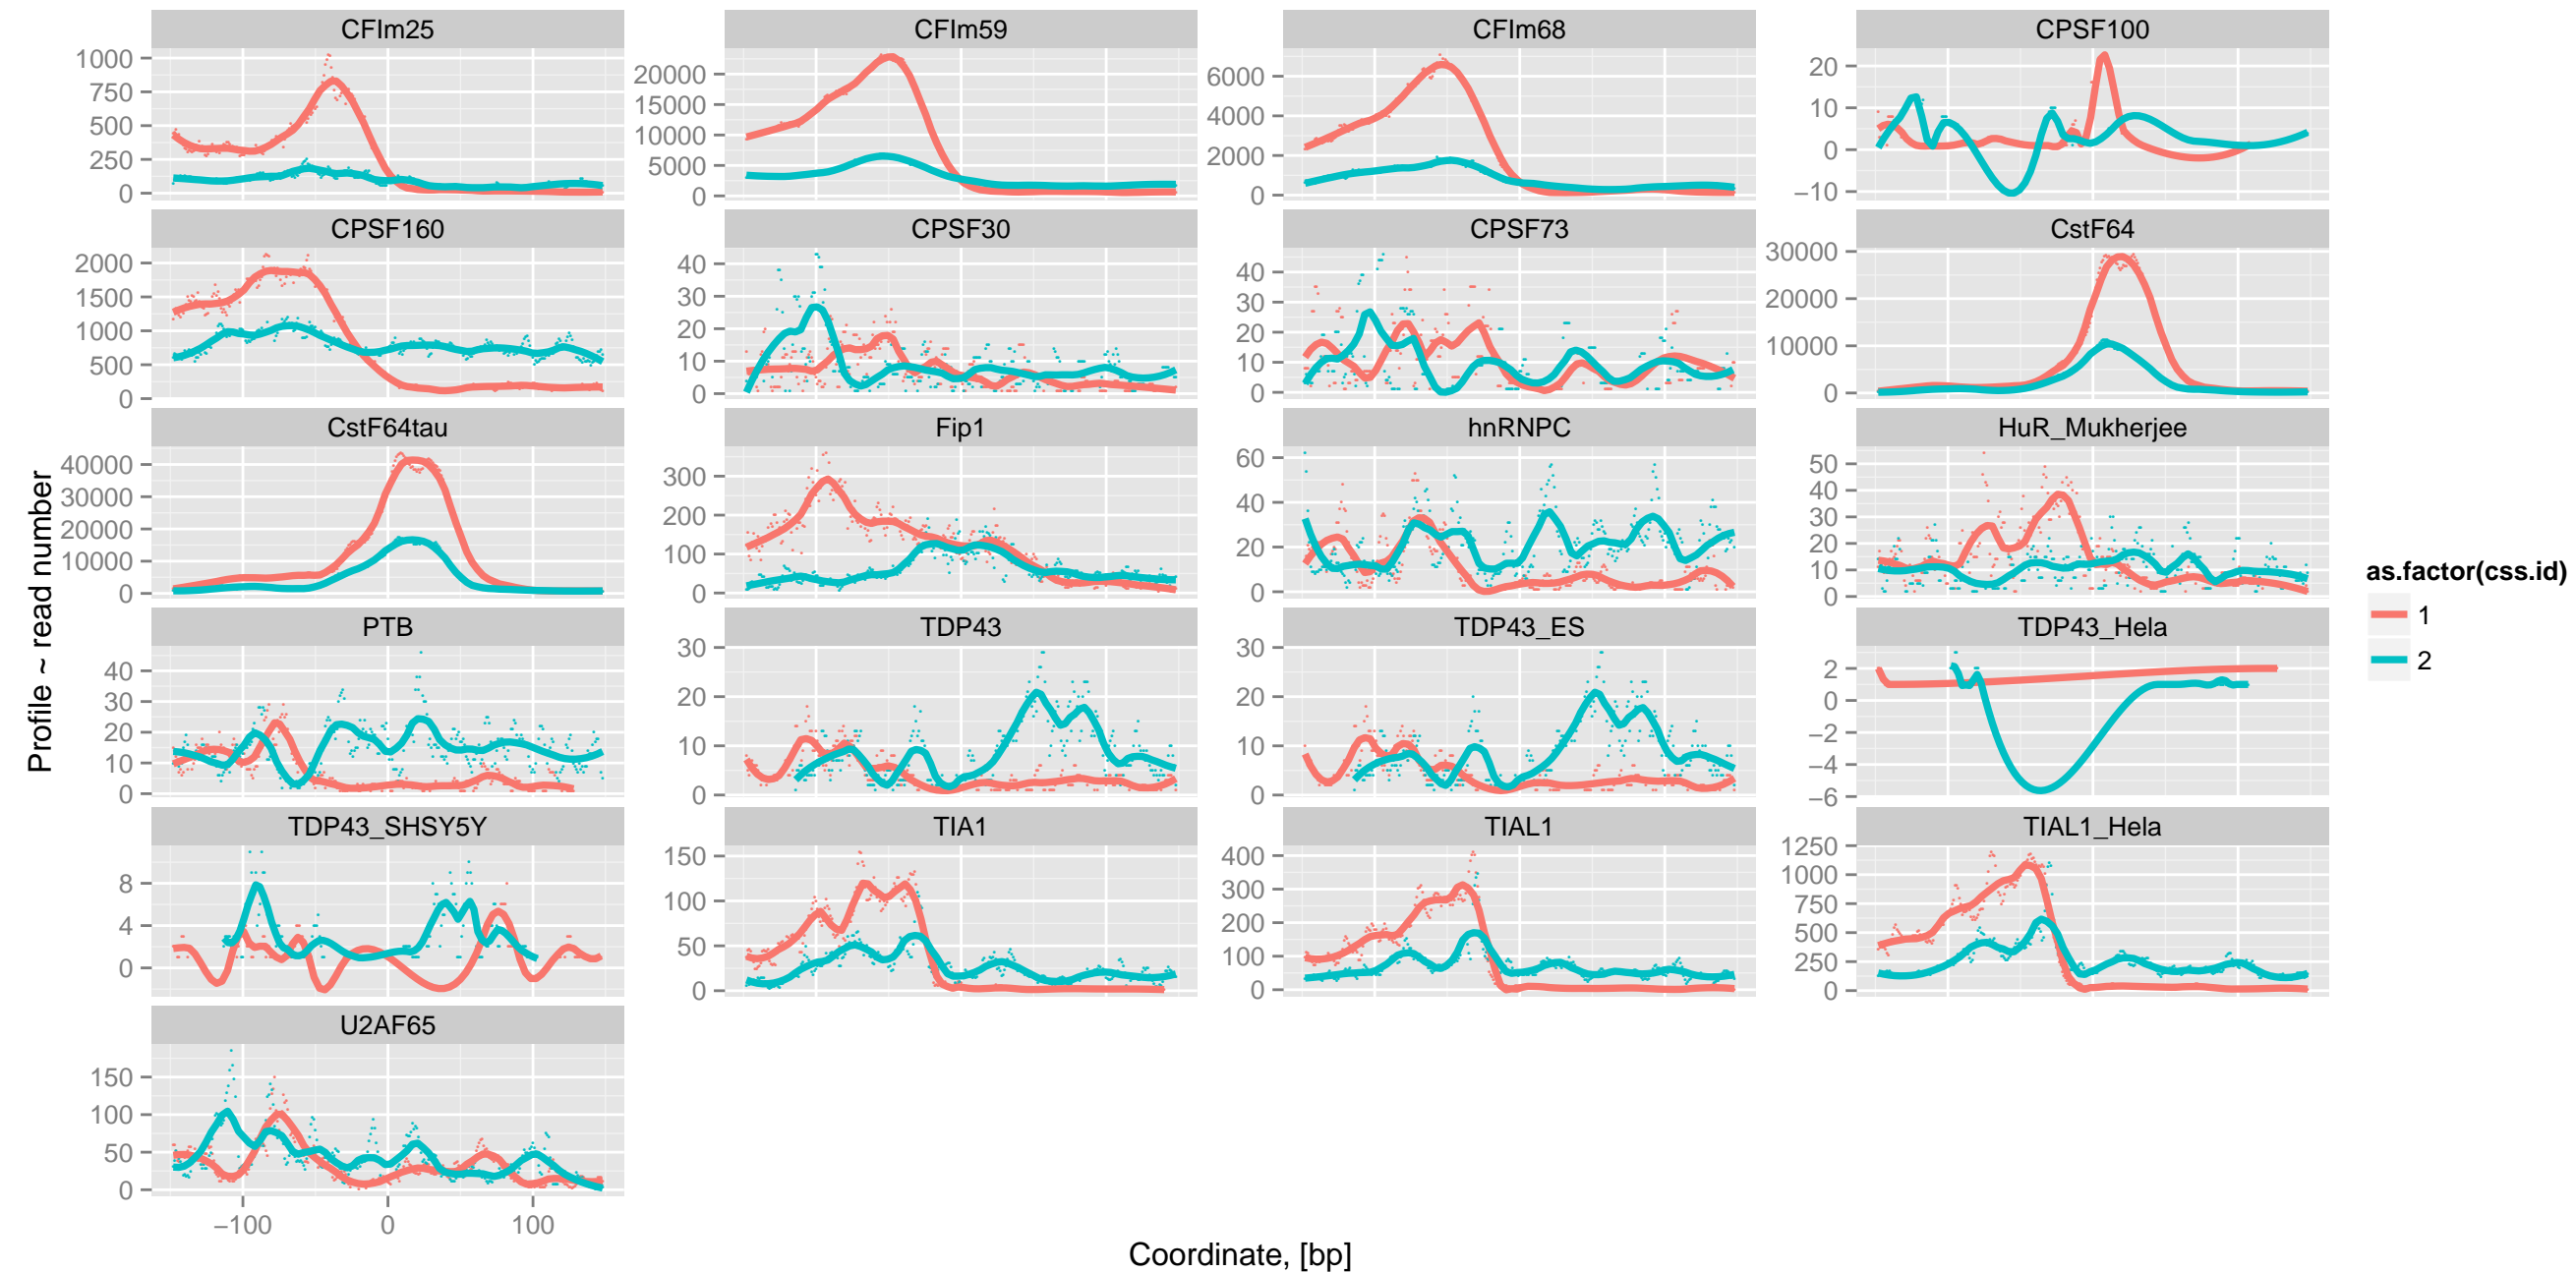 CFIm25 CFIm59 CFIm68 CPSF100
1000 750 500 250 0
20000 15000 10000 5000 0
6000 4000 2000 0
20 10 0 −10
CPSF160 CPSF30 CPSF73 CstF64
2000 1500 1000 500 0
40 30 20 10 0
40 30 20 10 0
30000 20000 10000 0
CstF64tau Fip1 hnRNPC HuR_Mukherjee
40000 30000 20000 10000 0
300 200 100 0
60 40 20 0
50 40 30 20 10 0
PTB TDP43 TDP43_ES TDP43_Hela
40 30 20 10 0
30 20 10 0
30 20 10 0
2 0 −2 −4 −6
TDP43_SHSY5Y TIA1 TIAL1 TIAL1_Hela
8 4 0
150 100 50 0
400 300 200 100 0
1250 1000 750 500 250 0
U2AF65
150 100 50 0
−100 0 100
Coordinate, [bp]
Profile ~ read number
as.factor(css.id)
1
2